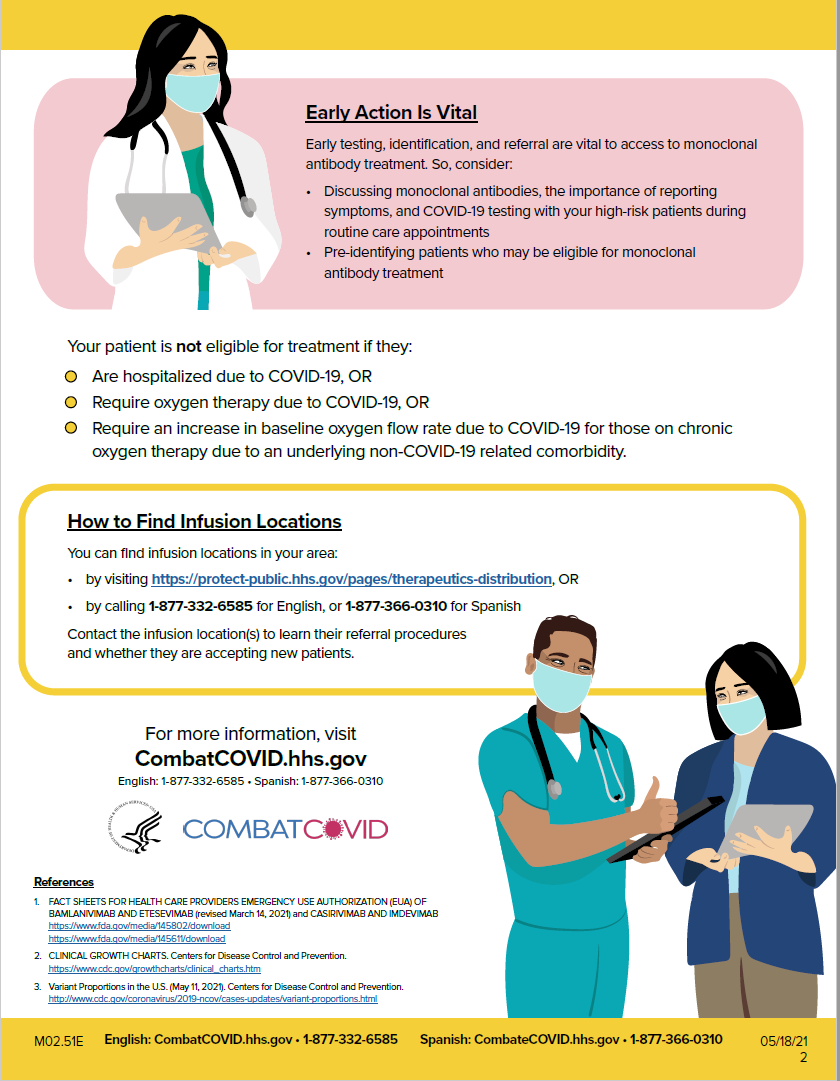 Early Action Is Vital
Early testing, identification, and referral are vital to access to monoclonal
antibody treatment. So, consider:
• Discussing monoclonal antibodies, the importance of reporting
symptoms, and COVID-19 testing with your high-risk patients during
routine care appointments
• Pre-identifying patients who may be eligible for monoclonal
antibody treatment
Your patient is not eligible for treatment if they:
Are hospitalized due to COVID-19, OR
Require oxygen therapy due to COVID-19, OR
Require an increase in baseline oxygen flow rate due to COVID-19 for those on chronic
oxygen therapy due to an underlying non-COVID-19 related comorbidity.
How to Find Infusion Locations
You can find infusion locations in your area:
• by visiting https://protect-public.hhs.gov/pages/therapeutics-distribution, OR
• by calling 1-877-332-6585 for English, or 1-877-366-0310 for Spanish
Contact the infusion location(s) to learn their referral procedures
and whether they are accepting new patients.
For more information, visit
CombatCOVID.hhs.gov
English: 1-877-332-6585 • Spanish: 1-877-366-0310
DEPARTMENT OF HEALTH & HUMAN SERVICES • USA
COMBATCOVID
References
1. FACT SHEETS FOR HEALTH CARE PROVIDERS EMERGENCY USE AUTHORIZATION (EUA) OF
BAMLANIVIMAB AND ETESEVIMAB (revised March 14, 2021) and CASIRIVIMAB AND IMDEVIMAB
https://www.fda.gov/media/145802/download
https://www.fda.gov/media/145611/download
2. CLINICAL GROWTH CHARTS. Centers for Disease Control and Prevention.
https://www.cdc.gov/growthcharts/clinical_charts.htm
3. Variant Proportions in the U.S. (May 11, 2021). Centers for Disease Control and Prevention.
http://www.cdc.gov/coronavirus/2019-ncov/cases-updates/variant-proportions.html
M02.51E English: CombatCOVID.hhs.gov • 1-877-332-6585 Spanish: CombateCOVID.hhs.gov • 1-877-366-0310 05/18/21
2